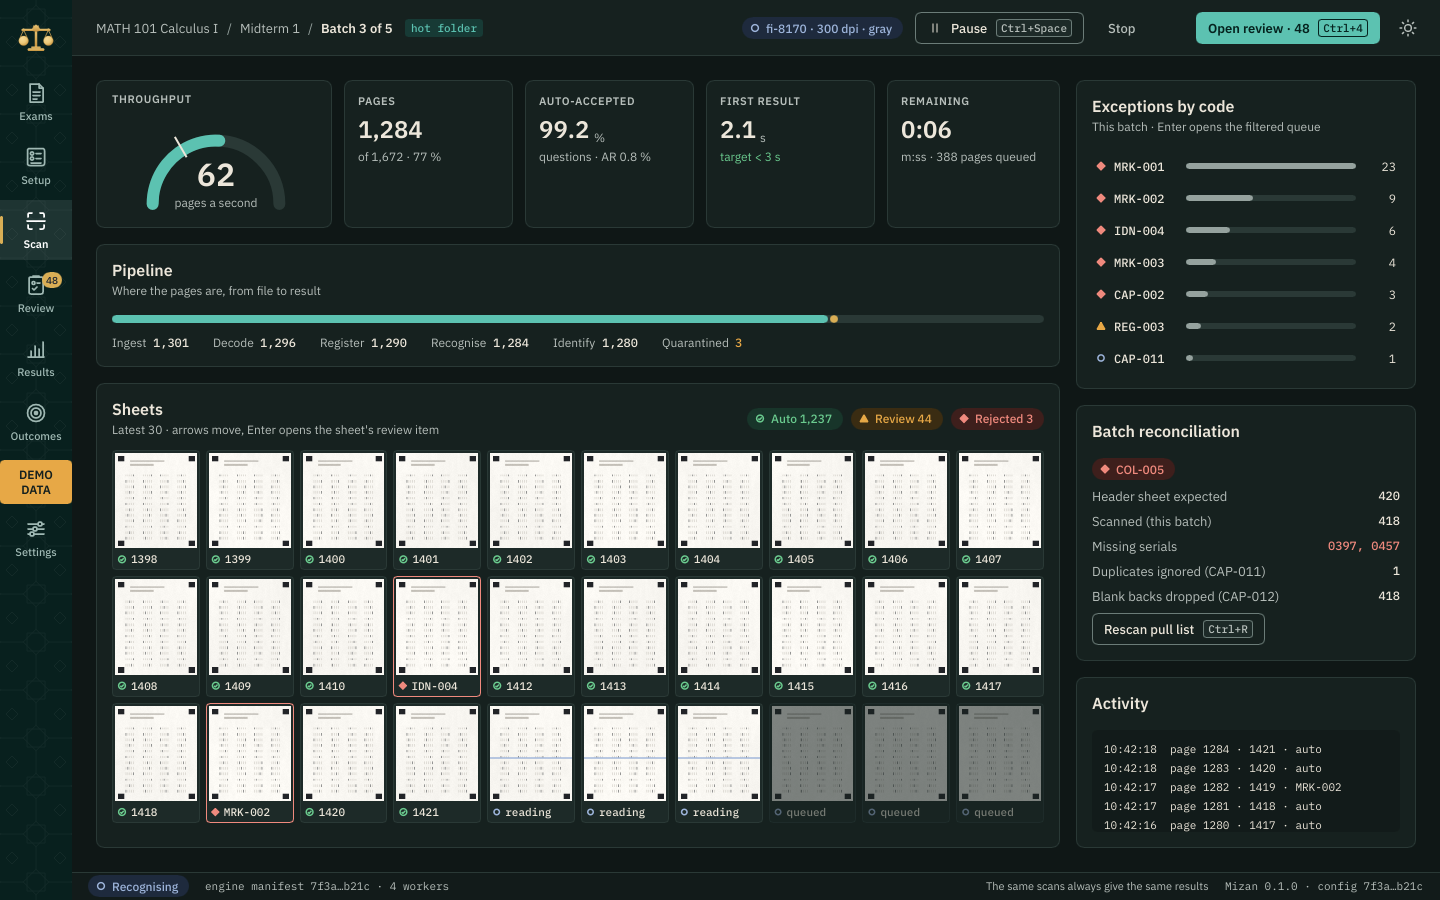 MATH 101 Calculus I / Midterm 1 / Batch 3 of 5 hot folder
fi-8170 · 300 dpi · gray
Pause Ctrl+Space
Stop
Open review · 48 Ctrl+4
Exams
Setup
Scan
48
Review
Results
Outcomes
DEMO
DATA
Settings
THROUGHPUT
62
pages a second
PAGES
1,284
of 1,672 · 77 %
AUTO-ACCEPTED
99.2 %
questions · AR 0.8 %
FIRST RESULT
2.1 s
target < 3 s
REMAINING
0:06
m:ss · 388 pages queued
Pipeline
Where the pages are, from file to result
Ingest 1,301 Decode 1,296 Register 1,290 Recognise 1,284 Identify 1,280 Quarantined 3
Sheets
Latest 30 · arrows move, Enter opens the sheet's review item
Auto 1,237 Review 44 Rejected 3
1398 1399 1400 1401 1402 1403 1404 1405 1406 1407
1408 1409 1410 IDN-004 1412 1413 1414 1415 1416 1417
1418 MRK-002 1420 1421 reading reading reading queued queued queued
Exceptions by code
This batch · Enter opens the filtered queue
MRK-001 23
MRK-002 9
IDN-004 6
MRK-003 4
CAP-002 3
REG-003 2
CAP-011 1
Batch reconciliation
COL-005
Header sheet expected 420
Scanned (this batch) 418
Missing serials 0397, 0457
Duplicates ignored (CAP-011) 1
Blank backs dropped (CAP-012) 418
Rescan pull list Ctrl+R
Activity
10:42:18 page 1284 · 1421 · auto
10:42:18 page 1283 · 1420 · auto
10:42:17 page 1282 · 1419 · MRK-002
10:42:17 page 1281 · 1418 · auto
10:42:16 page 1280 · 1417 · auto
Recognising engine manifest 7f3a…b21c · 4 workers
The same scans always give the same results Mizan 0.1.0 · config 7f3a…b21c